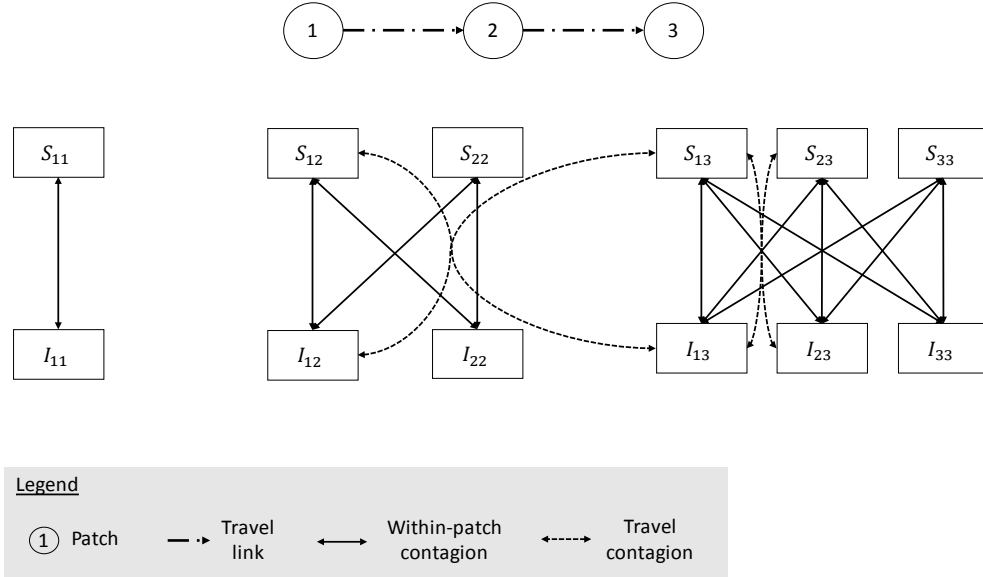 1 2 3
S₁₁ S₁₂ S₂₂ S₁₃ S₂₃ S₃₃
I₁₁ I₁₂ I₂₂ I₁₃ I₂₃ I₃₃
Legend
1 Patch
Travel
link
Within-patch
contagion
Travel
contagion